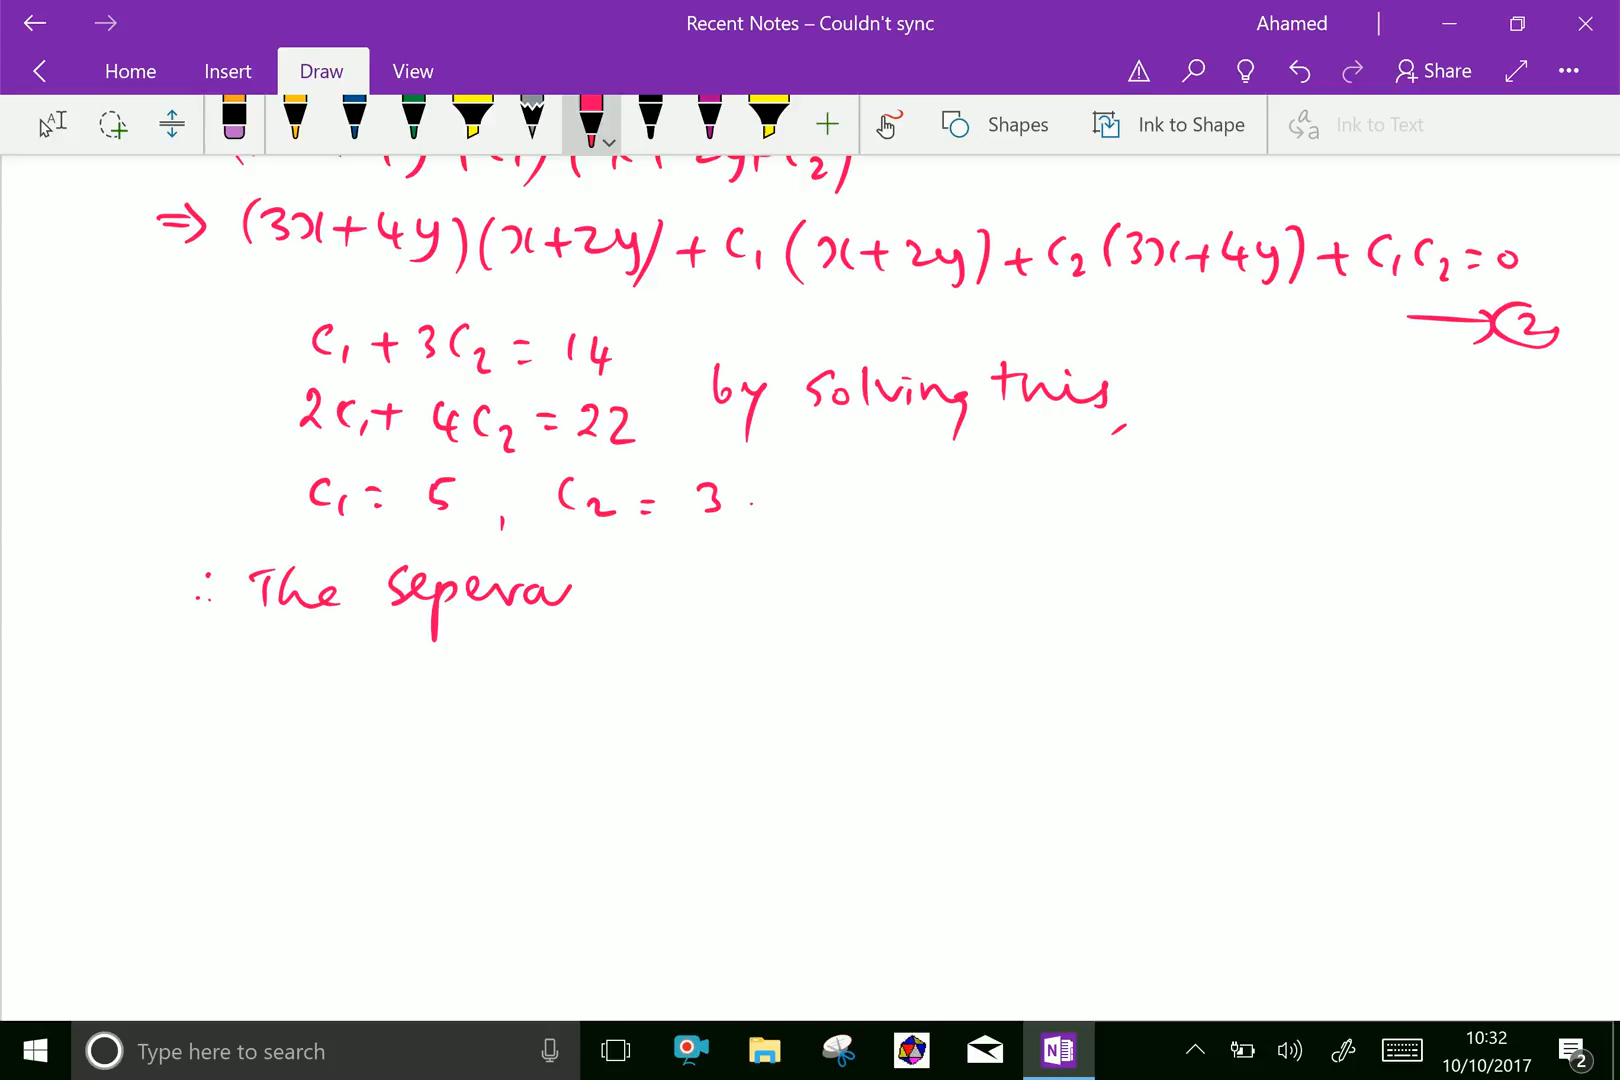 Recent Notes – Couldn't sync
Ahamed
Home Insert Draw View
Share
Shapes
Ink to Shape
Ink to Text
⇒ (3x+4y)(x+2y) + C₁(x+2y) + C₂(3x+4y) + C₁C₂ = 0
→ (2)
C₁ + 3C₂ = 14
2C₁ + 4C₂ = 22
by solving this,
C₁ = 5, C₂ = 3.
∴ The sepera
Type here to search
10:32
10/10/2017
2